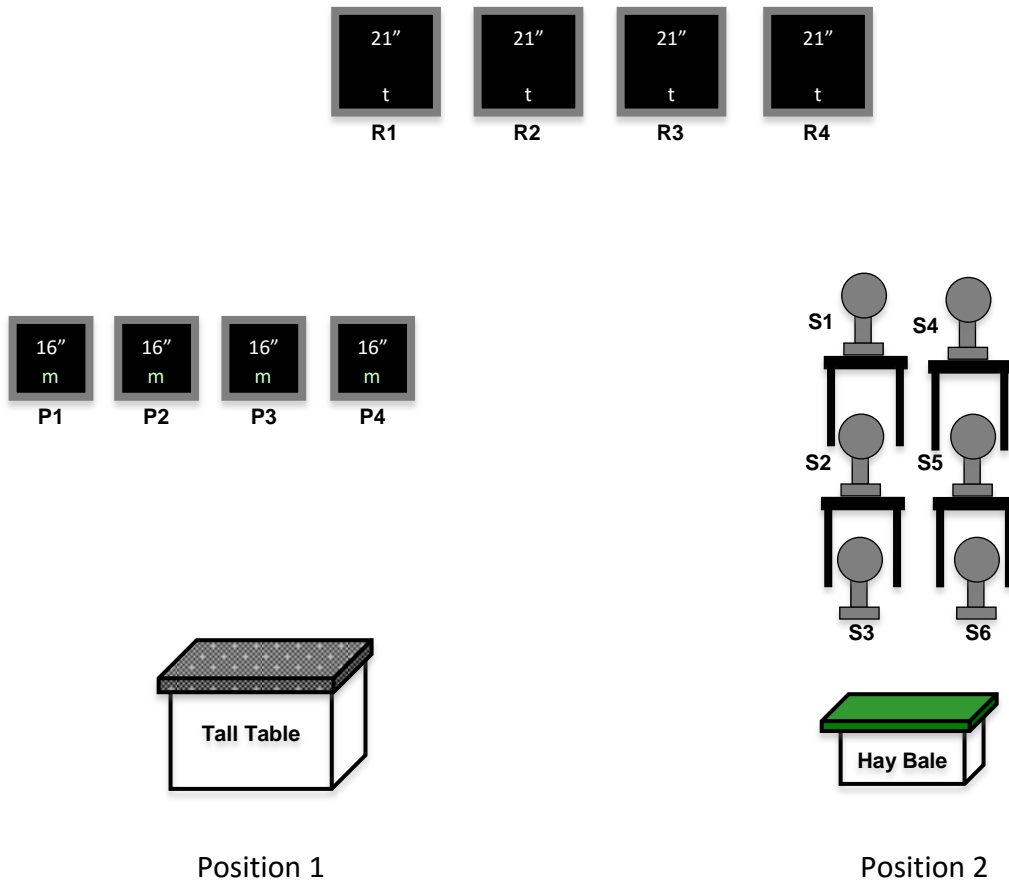 21” 21” 21” 21”
t t t t
R1 R2 R3 R4
S1 S4
16” 16” 16” 16”
m m m m
P1 P2 P3 P4
S2 S5
S3 S6
Tall Table
Hay Bale
Position 1 Position 2